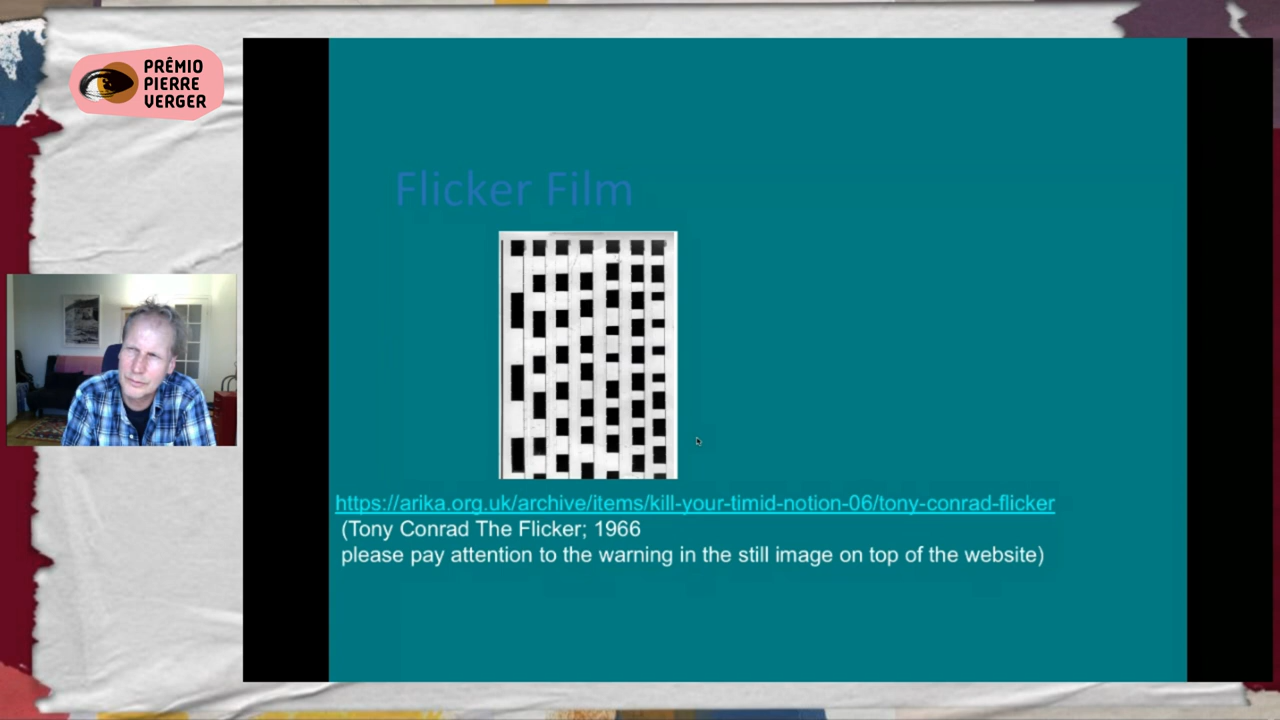 PRÊMIO
PIERRE
VERGER
Flicker Film
https://arika.org.uk/archive/items/kill-your-timid-notion-06/tony-conrad-flicker
(Tony Conrad The Flicker; 1966
please pay attention to the warning in the still image on top of the website)